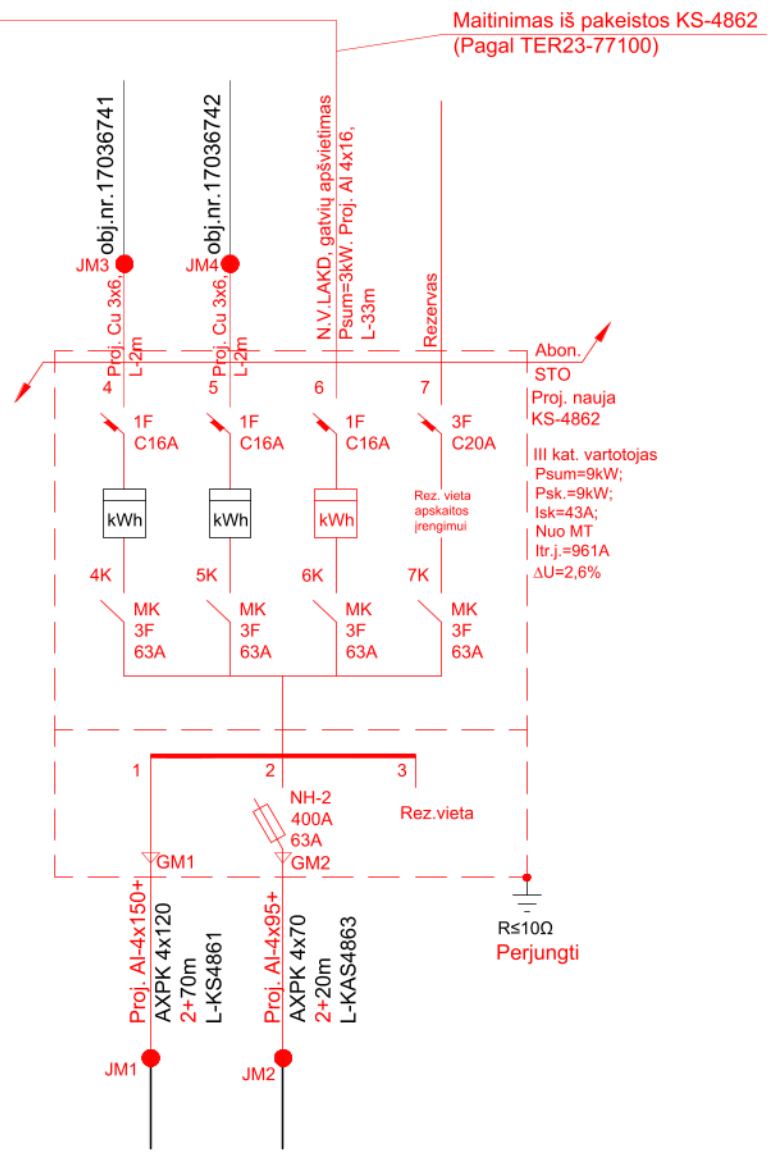 Maitinimas iš pakeistos KS-4862
(Pagal TER23-77100)
obj.nr.17036741
obj.nr.17036742
N.V.LAKD, gatvių apšvietimas
Psum=3kW. Proj. Al 4x16,
L-33m
Rezervas
JM3
JM4
Proj. Cu 3x6,
L-2m
Proj. Cu 3x6,
L-2m
Abon.
STO
Proj. nauja
KS-4862
III kat. vartotojas
Psum=9kW;
Psk.=9kW;
Isk=43A;
Nuo MT
Itr.j.=961A
ΔU=2,6%
4
5
6
7
1F
C16A
1F
C16A
1F
C16A
3F
C20A
kWh
kWh
kWh
Rez. vieta
apskaitos
įrengimui
4K
5K
6K
7K
MK
3F
63A
MK
3F
63A
MK
3F
63A
MK
3F
63A
1
2
3
NH-2
400A
63A
Rez.vieta
GM1
GM2
Proj. Al-4x150+
AXPK 4x120
2+70m
L-KS4861
Proj. Al-4x95+
AXPK 4x70
2+20m
L-KAS4863
R≤10Ω
Perjungti
JM1
JM2